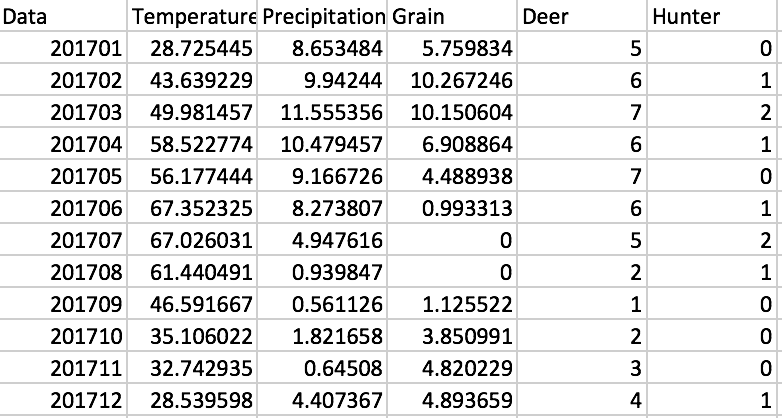 Data Temperature Precipitation Grain Deer Hunter
201701 28.725445 8.653484 5.759834 5 0
201702 43.639229 9.94244 10.267246 6 1
201703 49.981457 11.555356 10.150604 7 2
201704 58.522774 10.479457 6.908864 6 1
201705 56.177444 9.166726 4.488938 7 0
201706 67.352325 8.273807 0.993313 6 1
201707 67.026031 4.947616 0 5 2
201708 61.440491 0.939847 0 2 1
201709 46.591667 0.561126 1.125522 1 0
201710 35.106022 1.821658 3.850991 2 0
201711 32.742935 0.64508 4.820229 3 0
201712 28.539598 4.407367 4.893659 4 1